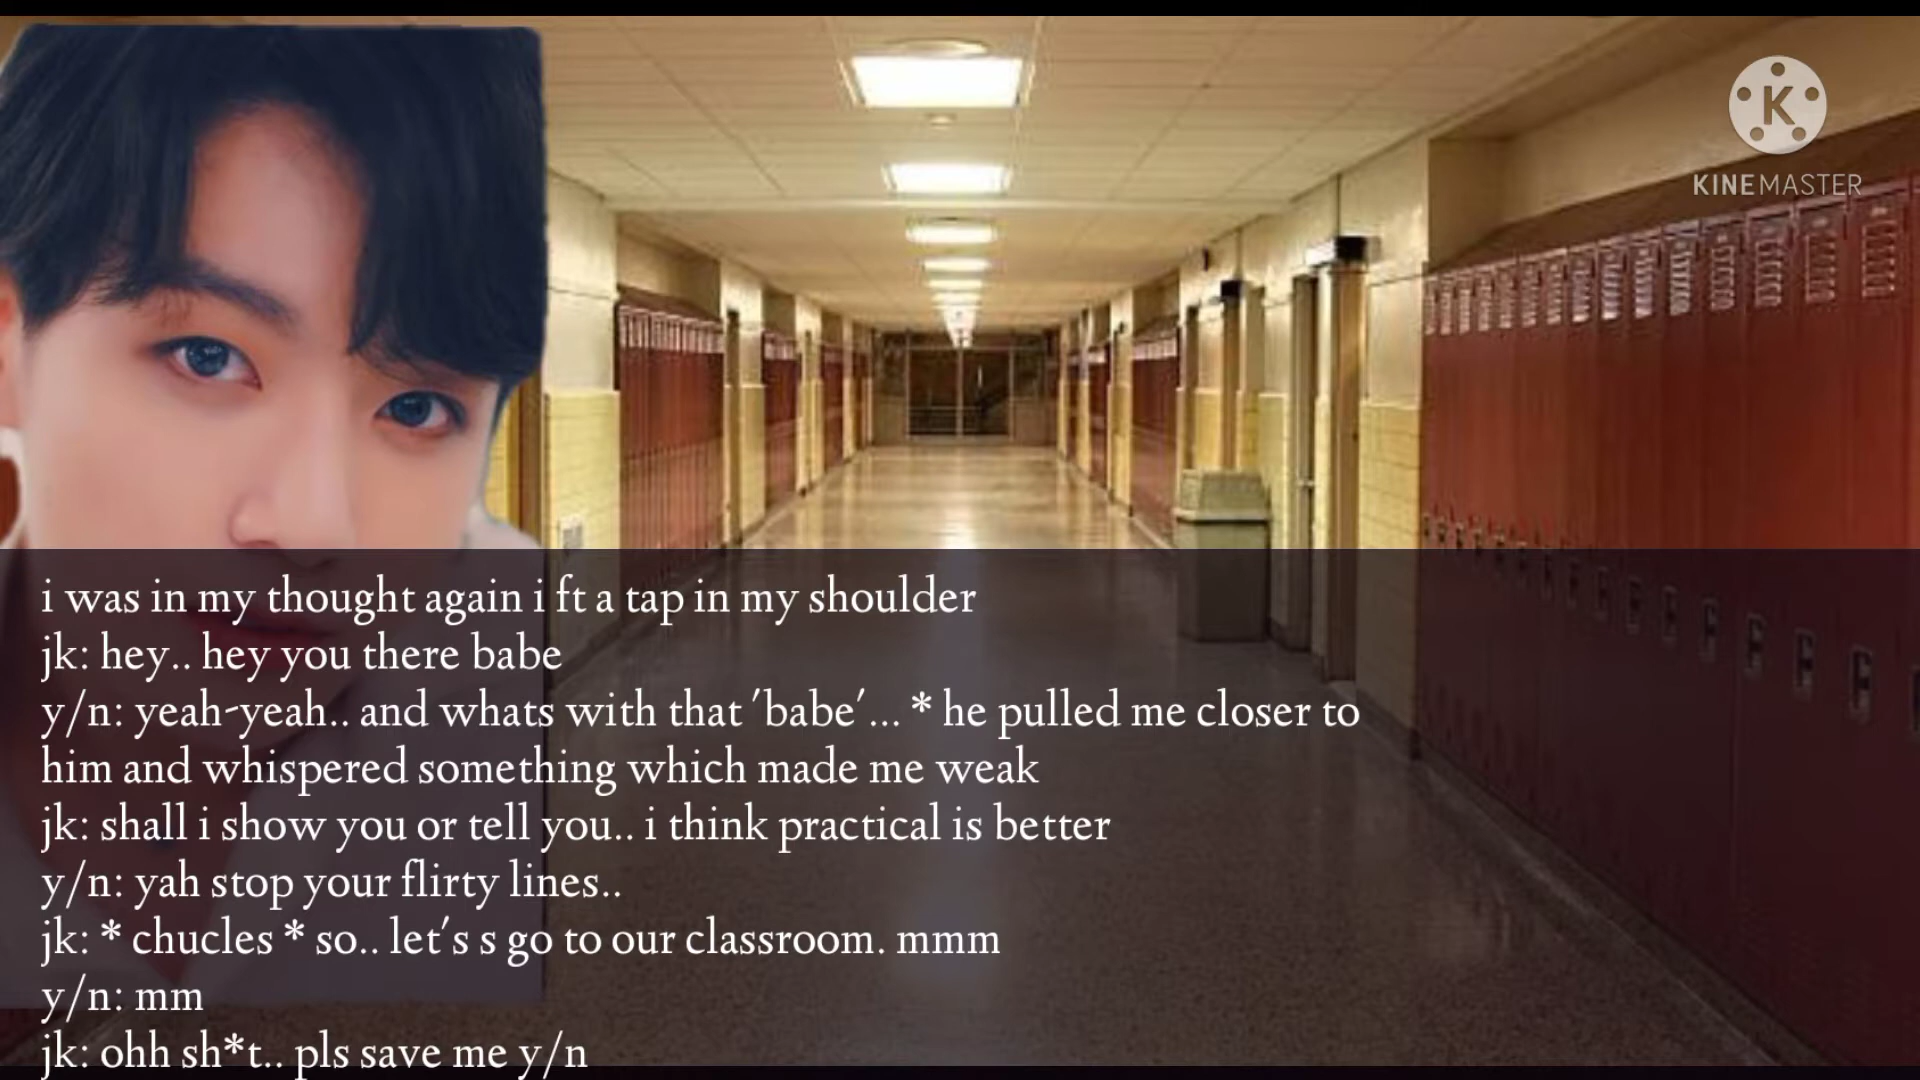 KINEMASTER
i was in my thought again i ft a tap in my shoulder
jk: hey.. hey you there babe
y/n: yeah-yeah.. and whats with that 'babe'... * he pulled me closer to
him and whispered something which made me weak
jk: shall i show you or tell you.. i think practical is better
y/n: yah stop your flirty lines..
jk: * chucles * so.. let's s go to our classroom. mmm
y/n: mm
jk: ohh sh*t.. pls save me y/n